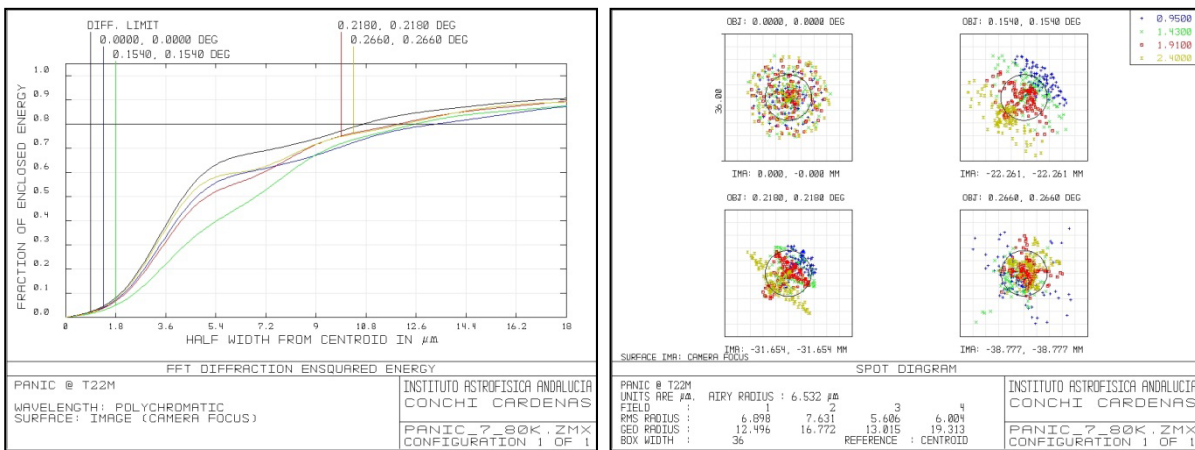 DIFF. LIMIT
0.0000, 0.0000 DEG
0.1540, 0.1540 DEG
0.2180, 0.2180 DEG
0.2660, 0.2660 DEG
1.0
0.9
0.8
0.7
0.6
0.5
0.4
0.3
0.2
0.1
0.0
FRACTION OF ENCLOSED ENERGY
0 1.8 3.6 5.4 7.2 9 10.8 12.6 14.4 16.2 18
HALF WIDTH FROM CENTROID IN µm
FFT DIFFRACTION ENSQUARED ENERGY
PANIC @ T22M
WAVELENGTH: POLYCHROMATIC
SURFACE: IMAGE (CAMERA FOCUS)
INSTITUTO ASTROFISICA ANDALUCIA
CONCHI CARDENAS
PANIC_7_80K.ZMX
CONFIGURATION 1 OF 1
OBJ: 0.0000, 0.0000 DEG
OBJ: 0.1540, 0.1540 DEG
+ 0.9500
× 1.4300
□ 1.9100
⧖ 2.4000
36.00
IMA: 0.000, -0.000 MM
IMA: -22.261, -22.261 MM
OBJ: 0.2180, 0.2180 DEG
OBJ: 0.2660, 0.2660 DEG
IMA: -31.654, -31.654 MM
IMA: -38.777, -38.777 MM
SURFACE IMA: CAMERA FOCUS
SPOT DIAGRAM
PANIC @ T22M
UNITS ARE µm. AIRY RADIUS : 6.532 µm
FIELD : 1 2 3 4
RMS RADIUS : 6.898 7.631 5.606 6.004
GEO RADIUS : 12.496 16.772 13.015 19.313
BOX WIDTH : 36 REFERENCE : CENTROID
INSTITUTO ASTROFISICA ANDALUCIA
CONCHI CARDENAS
PANIC_7_80K.ZMX
CONFIGURATION 1 OF 1